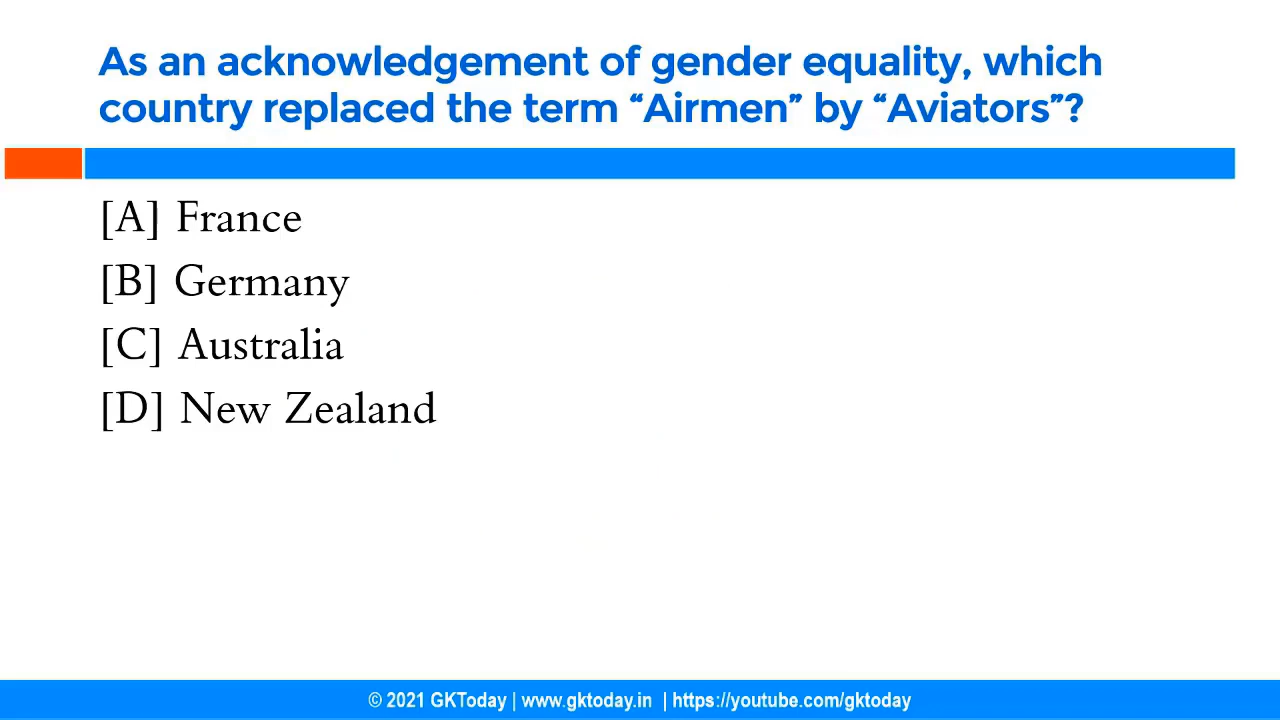 As an acknowledgement of gender equality, which
country replaced the term “Airmen” by “Aviators”?
[A] France
[B] Germany
[C] Australia
[D] New Zealand
© 2021 GKToday | www.gktoday.in | https://youtube.com/gktoday